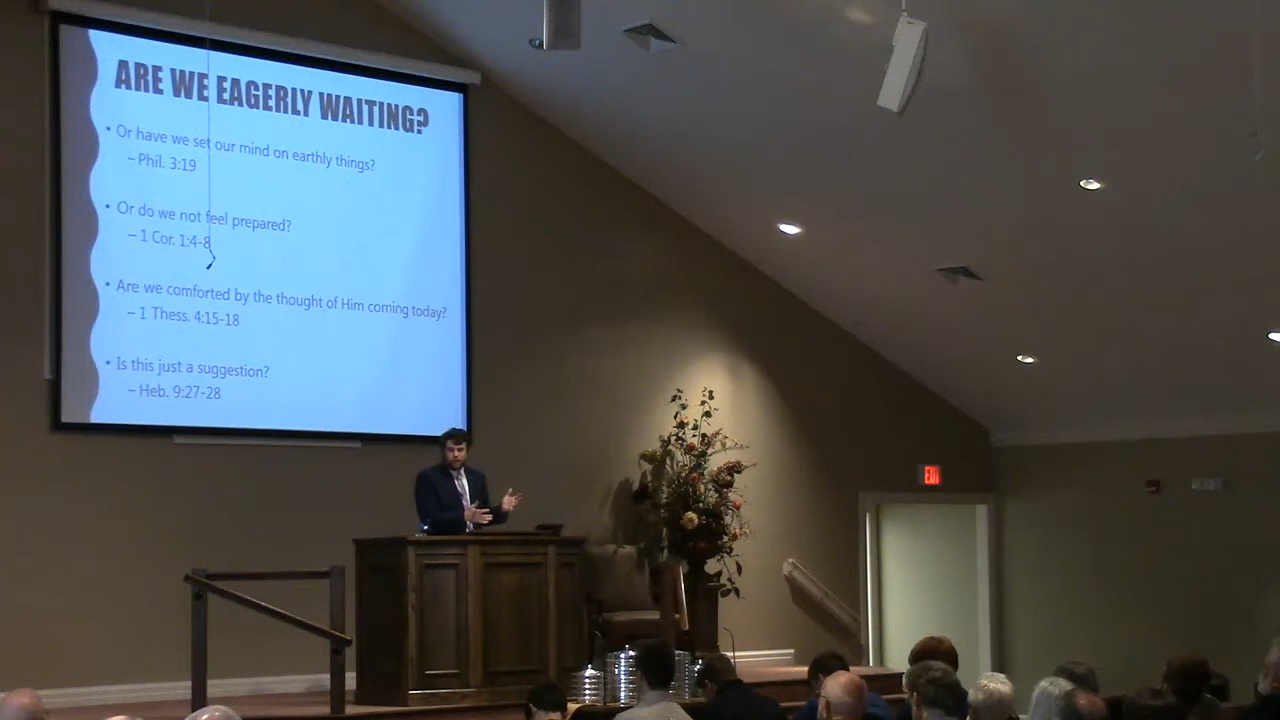 ARE WE EAGERLY WAITING?
• Or have we set our mind on earthly things?
– Phil. 3:19
• Or do we not feel prepared?
– 1 Cor. 1:4-8
• Are we comforted by the thought of Him coming today?
– 1 Thess. 4:15-18
• Is this just a suggestion?
– Heb. 9:27-28
EXIT